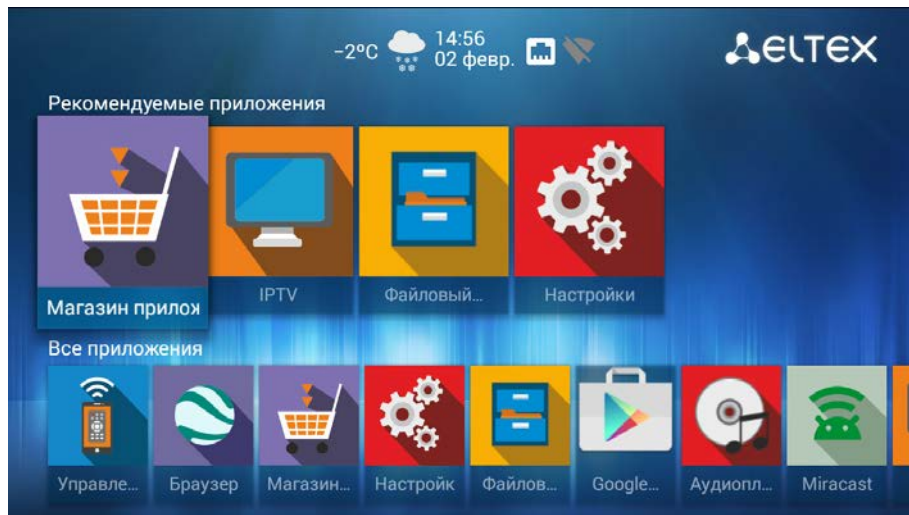 -2°C
14:56
02 февр.
ELTEX
Рекомендуемые приложения
Магазин прилож
IPTV
Файловый...
Настройки
Все приложения
Управле...
Браузер
Магазин...
Настройк
Файлов...
Google...
Аудиопл...
Miracast